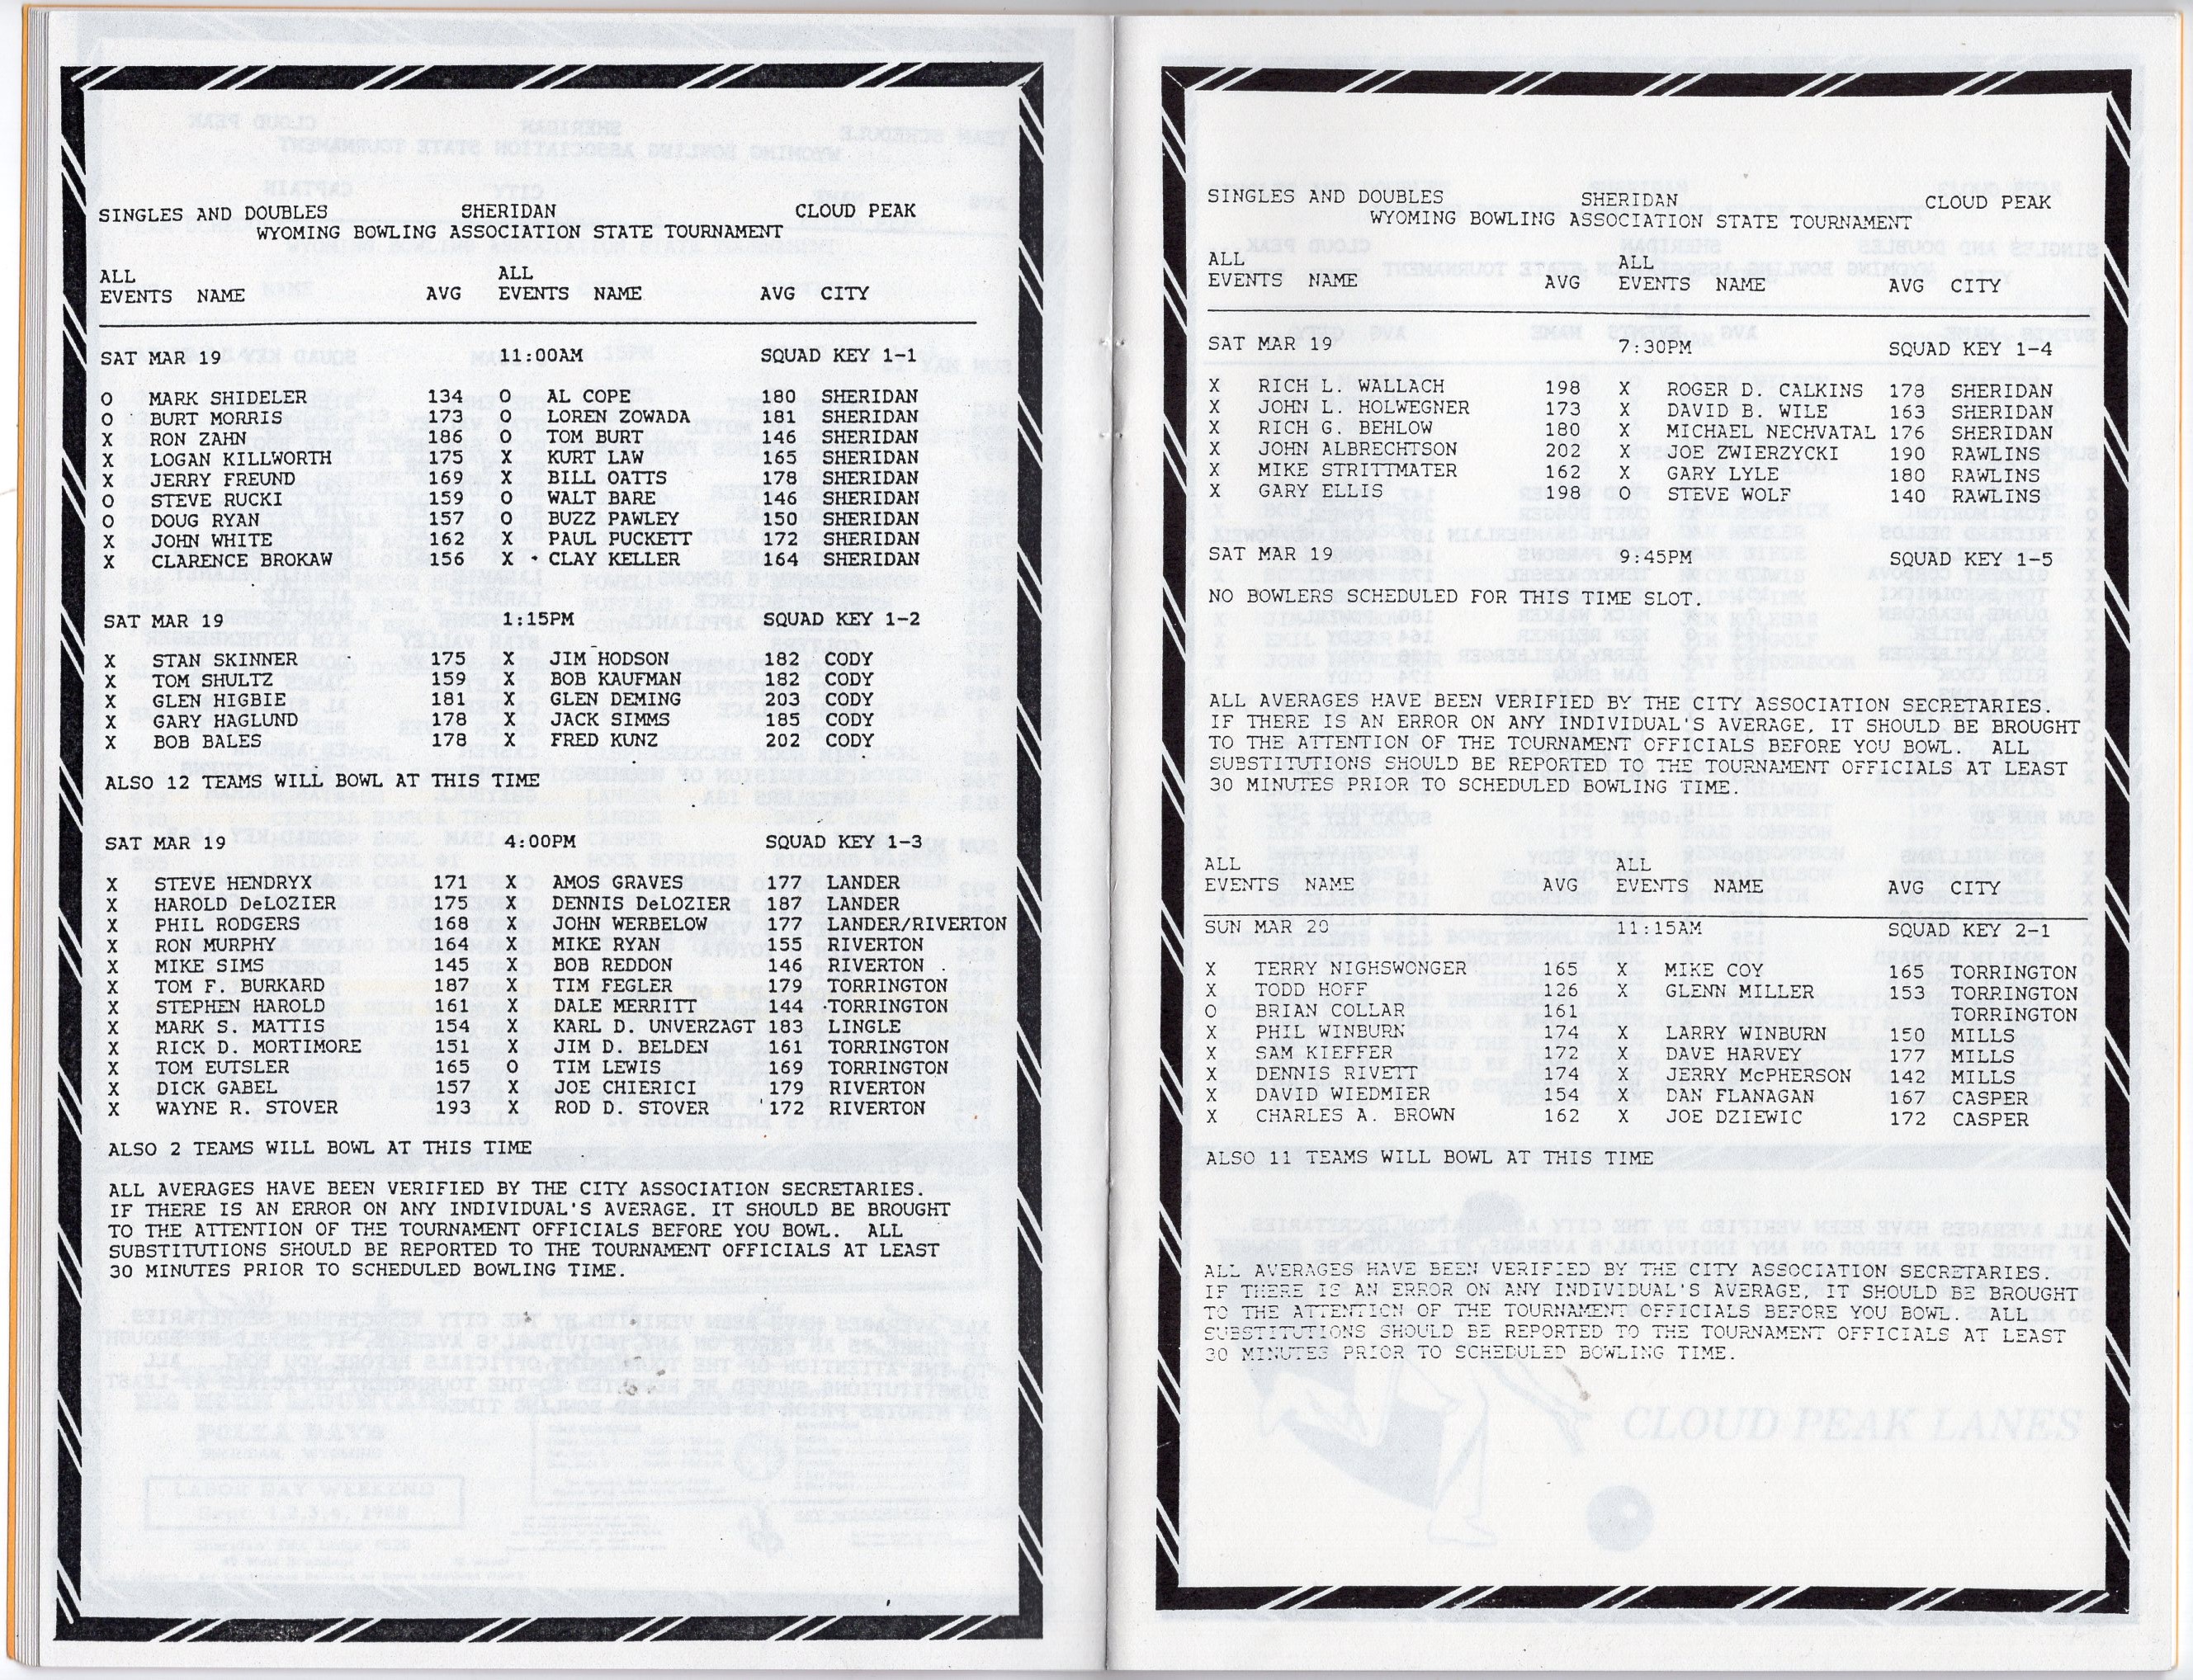 SINGLES AND DOUBLES SHERIDAN CLOUD PEAK
WYOMING BOWLING ASSOCIATION STATE TOURNAMENT
ALL ALL
EVENTS NAME AVG EVENTS NAME AVG CITY
SAT MAR 19 11:00AM SQUAD KEY 1-1
O MARK SHIDELER 134 X AL COPE 180 SHERIDAN
O BURT MORRIS 173 O LOREN ZOWADA 181 SHERIDAN
X RON ZAHN 186 O TOM BURT 146 SHERIDAN
X LOGAN KILLWORTH 175 X KURT LAW 165 SHERIDAN
X JERRY FREUND 169 X BILL OATTS 178 SHERIDAN
O STEVE RUCKI 159 O WALT BARE 146 SHERIDAN
O DOUG RYAN 157 O BUZZ PAWLEY 150 SHERIDAN
X JOHN WHITE 162 X PAUL PUCKETT 172 SHERIDAN
X CLARENCE BROKAW 156 X CLAY KELLER 164 SHERIDAN
SAT MAR 19 1:15PM SQUAD KEY 1-2
X STAN SKINNER 175 X JIM HODSON 182 CODY
X TOM SHULTZ 159 X BOB KAUFMAN 182 CODY
X GLEN HIGBIE 181 X GLEN DEMING 203 CODY
X GARY HAGLUND 178 X JACK SIMMS 185 CODY
X BOB BALES 179 X FRED KUNZ 202 CODY
ALSO 12 TEAMS WILL BOWL AT THIS TIME
SAT MAR 19 4:00PM SQUAD KEY 1-3
X STEVE HENDRYX 171 X AMOS GRAVES 177 LANDER
X HAROLD DeLOZIER 175 X DENNIS DeLOZIER 187 LANDER
X PHIL RODGERS 168 X JOHN WERBELOW 177 LANDER/RIVERTON
X RON MURPHY 164 X MIKE RYAN 155 RIVERTON
X MIKE SIMS 145 X BOB REDDON 146 RIVERTON
X TOM F. BURKARD 187 X TIM FEGLER 179 TORRINGTON
X STEPHEN HAROLD 161 X DALE MERRITT 144 TORRINGTON
X MARK S. MATTIS 154 X KARL D. UNVERZAGT 183 LINGLE
X RICK D. MORTIMORE 151 X JIM D. BELDEN 161 TORRINGTON
X TOM EUTSLER 165 O TIM LEWIS 169 TORRINGTON
X DICK GABEL 157 X JOE CHIERICI 179 RIVERTON
X WAYNE R. STOVER 193 X ROD D. STOVER 172 RIVERTON
ALSO 2 TEAMS WILL BOWL AT THIS TIME
ALL AVERAGES HAVE BEEN VERIFIED BY THE CITY ASSOCIATION SECRETARIES.
IF THERE IS AN ERROR ON ANY INDIVIDUAL'S AVERAGE, IT SHOULD BE BROUGHT
TO THE ATTENTION OF THE TOURNAMENT OFFICIALS BEFORE YOU BOWL. ALL
SUBSTITUTIONS SHOULD BE REPORTED TO THE TOURNAMENT OFFICIALS AT LEAST
30 MINUTES PRIOR TO SCHEDULED BOWLING TIME.
SINGLES AND DOUBLES SHERIDAN CLOUD PEAK
WYOMING BOWLING ASSOCIATION STATE TOURNAMENT
ALL ALL
EVENTS NAME AVG EVENTS NAME AVG CITY
SAT MAR 19 7:30PM SQUAD KEY 1-4
X RICH L. WALLACH 198 X ROGER D. CALKINS 178 SHERIDAN
X JOHN L. HOLWEGNER 173 X DAVID B. WILE 163 SHERIDAN
X RICH G. BEHLOW 180 X MICHAEL NECHVATAL 176 SHERIDAN
X JOHN ALBRECHTSON 202 X JOE ZWIERZYCKI 190 RAWLINS
X MIKE STRITTMATER 162 X GARY LYLE 180 RAWLINS
X GARY ELLIS 198 O STEVE WOLF 140 RAWLINS
SAT MAR 19 9:45PM SQUAD KEY 1-5
NO BOWLERS SCHEDULED FOR THIS TIME SLOT.
ALL AVERAGES HAVE BEEN VERIFIED BY THE CITY ASSOCIATION SECRETARIES.
IF THERE IS AN ERROR ON ANY INDIVIDUAL'S AVERAGE, IT SHOULD BE BROUGHT
TO THE ATTENTION OF THE TOURNAMENT OFFICIALS BEFORE YOU BOWL. ALL
SUBSTITUTIONS SHOULD BE REPORTED TO THE TOURNAMENT OFFICIALS AT LEAST
30 MINUTES PRIOR TO SCHEDULED BOWLING TIME.
ALL ALL
EVENTS NAME AVG EVENTS NAME AVG CITY
SUN MAR 20 11:15AM SQUAD KEY 2-1
X TERRY NIGHSWONGER 165 X MIKE COY 165 TORRINGTON
X TODD HOFF 126 X GLENN MILLER 153 TORRINGTON
O BRIAN COLLAR 161 TORRINGTON
X PHIL WINBURN 174 X LARRY WINBURN 150 MILLS
X SAM KIEFFER 172 X DAVE HARVEY 177 MILLS
X DENNIS RIVETT 174 X JERRY McPHERSON 142 MILLS
X DAVID WIEDMIER 154 X DAN FLANAGAN 167 CASPER
X CHARLES A. BROWN 162 X JOE DZIEWIC 172 CASPER
ALSO 11 TEAMS WILL BOWL AT THIS TIME
ALL AVERAGES HAVE BEEN VERIFIED BY THE CITY ASSOCIATION SECRETARIES.
IF THERE IS AN ERROR ON ANY INDIVIDUAL'S AVERAGE, IT SHOULD BE BROUGHT
TO THE ATTENTION OF THE TOURNAMENT OFFICIALS BEFORE YOU BOWL. ALL
SUBSTITUTIONS SHOULD BE REPORTED TO THE TOURNAMENT OFFICIALS AT LEAST
30 MINUTES PRIOR TO SCHEDULED BOWLING TIME.
CLOUD PEAK LANES